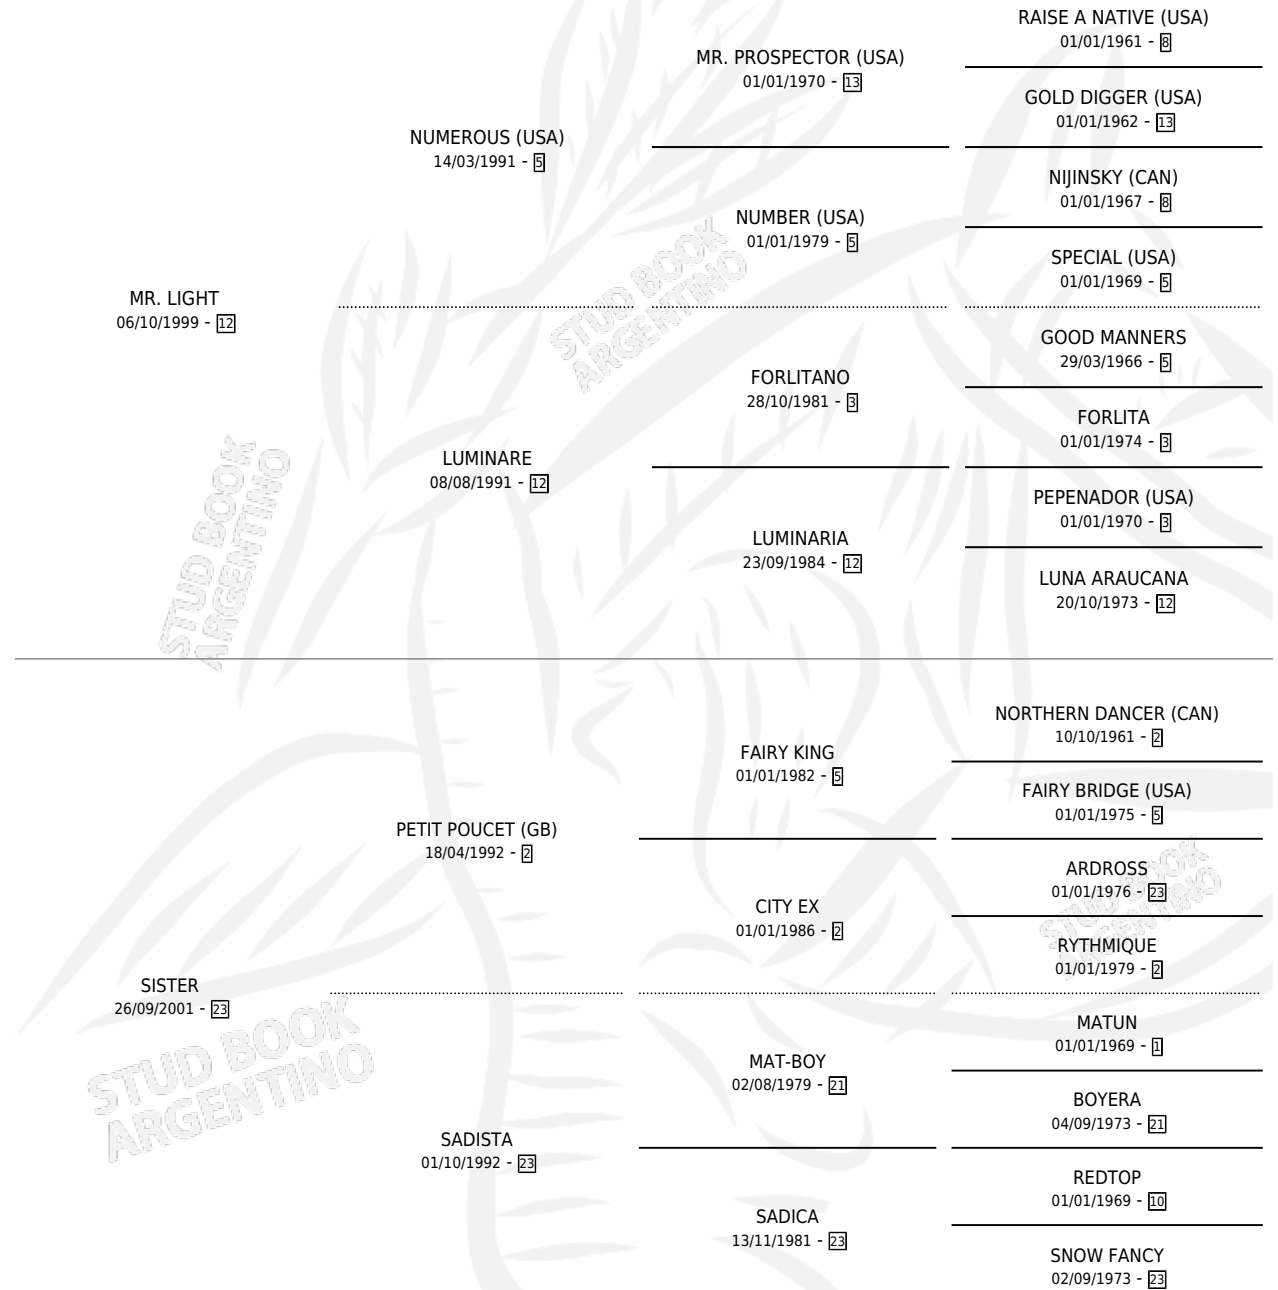 RAISE A NATIVE (USA)
01/01/1961 - 8
MR. PROSPECTOR (USA)
01/01/1970 - 13
GOLD DIGGER (USA)
01/01/1962 - 13
NUMEROUS (USA)
14/03/1991 - 5
NIJINSKY (CAN)
01/01/1967 - 8
NUMBER (USA)
01/01/1979 - 5
SPECIAL (USA)
01/01/1969 - 5
MR. LIGHT
06/10/1999 - 12
STUD BOOK
ARGENTINO
GOOD MANNERS
29/03/1966 - 5
FORLITANO
28/10/1981 - 3
FORLITA
01/01/1974 - 3
LUMINARE
08/08/1991 - 12
PEPENADOR (USA)
01/01/1970 - 3
LUMINARIA
23/09/1984 - 12
LUNA ARAUCANA
20/10/1973 - 12
STUD BOOK
ARGENTINO
NORTHERN DANCER (CAN)
10/10/1961 - 2
FAIRY KING
01/01/1982 - 5
FAIRY BRIDGE (USA)
01/01/1975 - 5
PETIT POUCET (GB)
18/04/1992 - 2
ARDROSS
01/01/1976 - 23
CITY EX
01/01/1986 - 2
RYTHMIQUE
01/01/1979 - 2
STUD BOOK
ARGENTINO
SISTER
26/09/2001 - 23
STUD BOOK
ARGENTINO
MATUN
01/01/1969 - 1
MAT-BOY
02/08/1979 - 21
BOYERA
04/09/1973 - 21
SADISTA
01/10/1992 - 23
REDTOP
01/01/1969 - 10
SADICA
13/11/1981 - 23
SNOW FANCY
02/09/1973 - 23